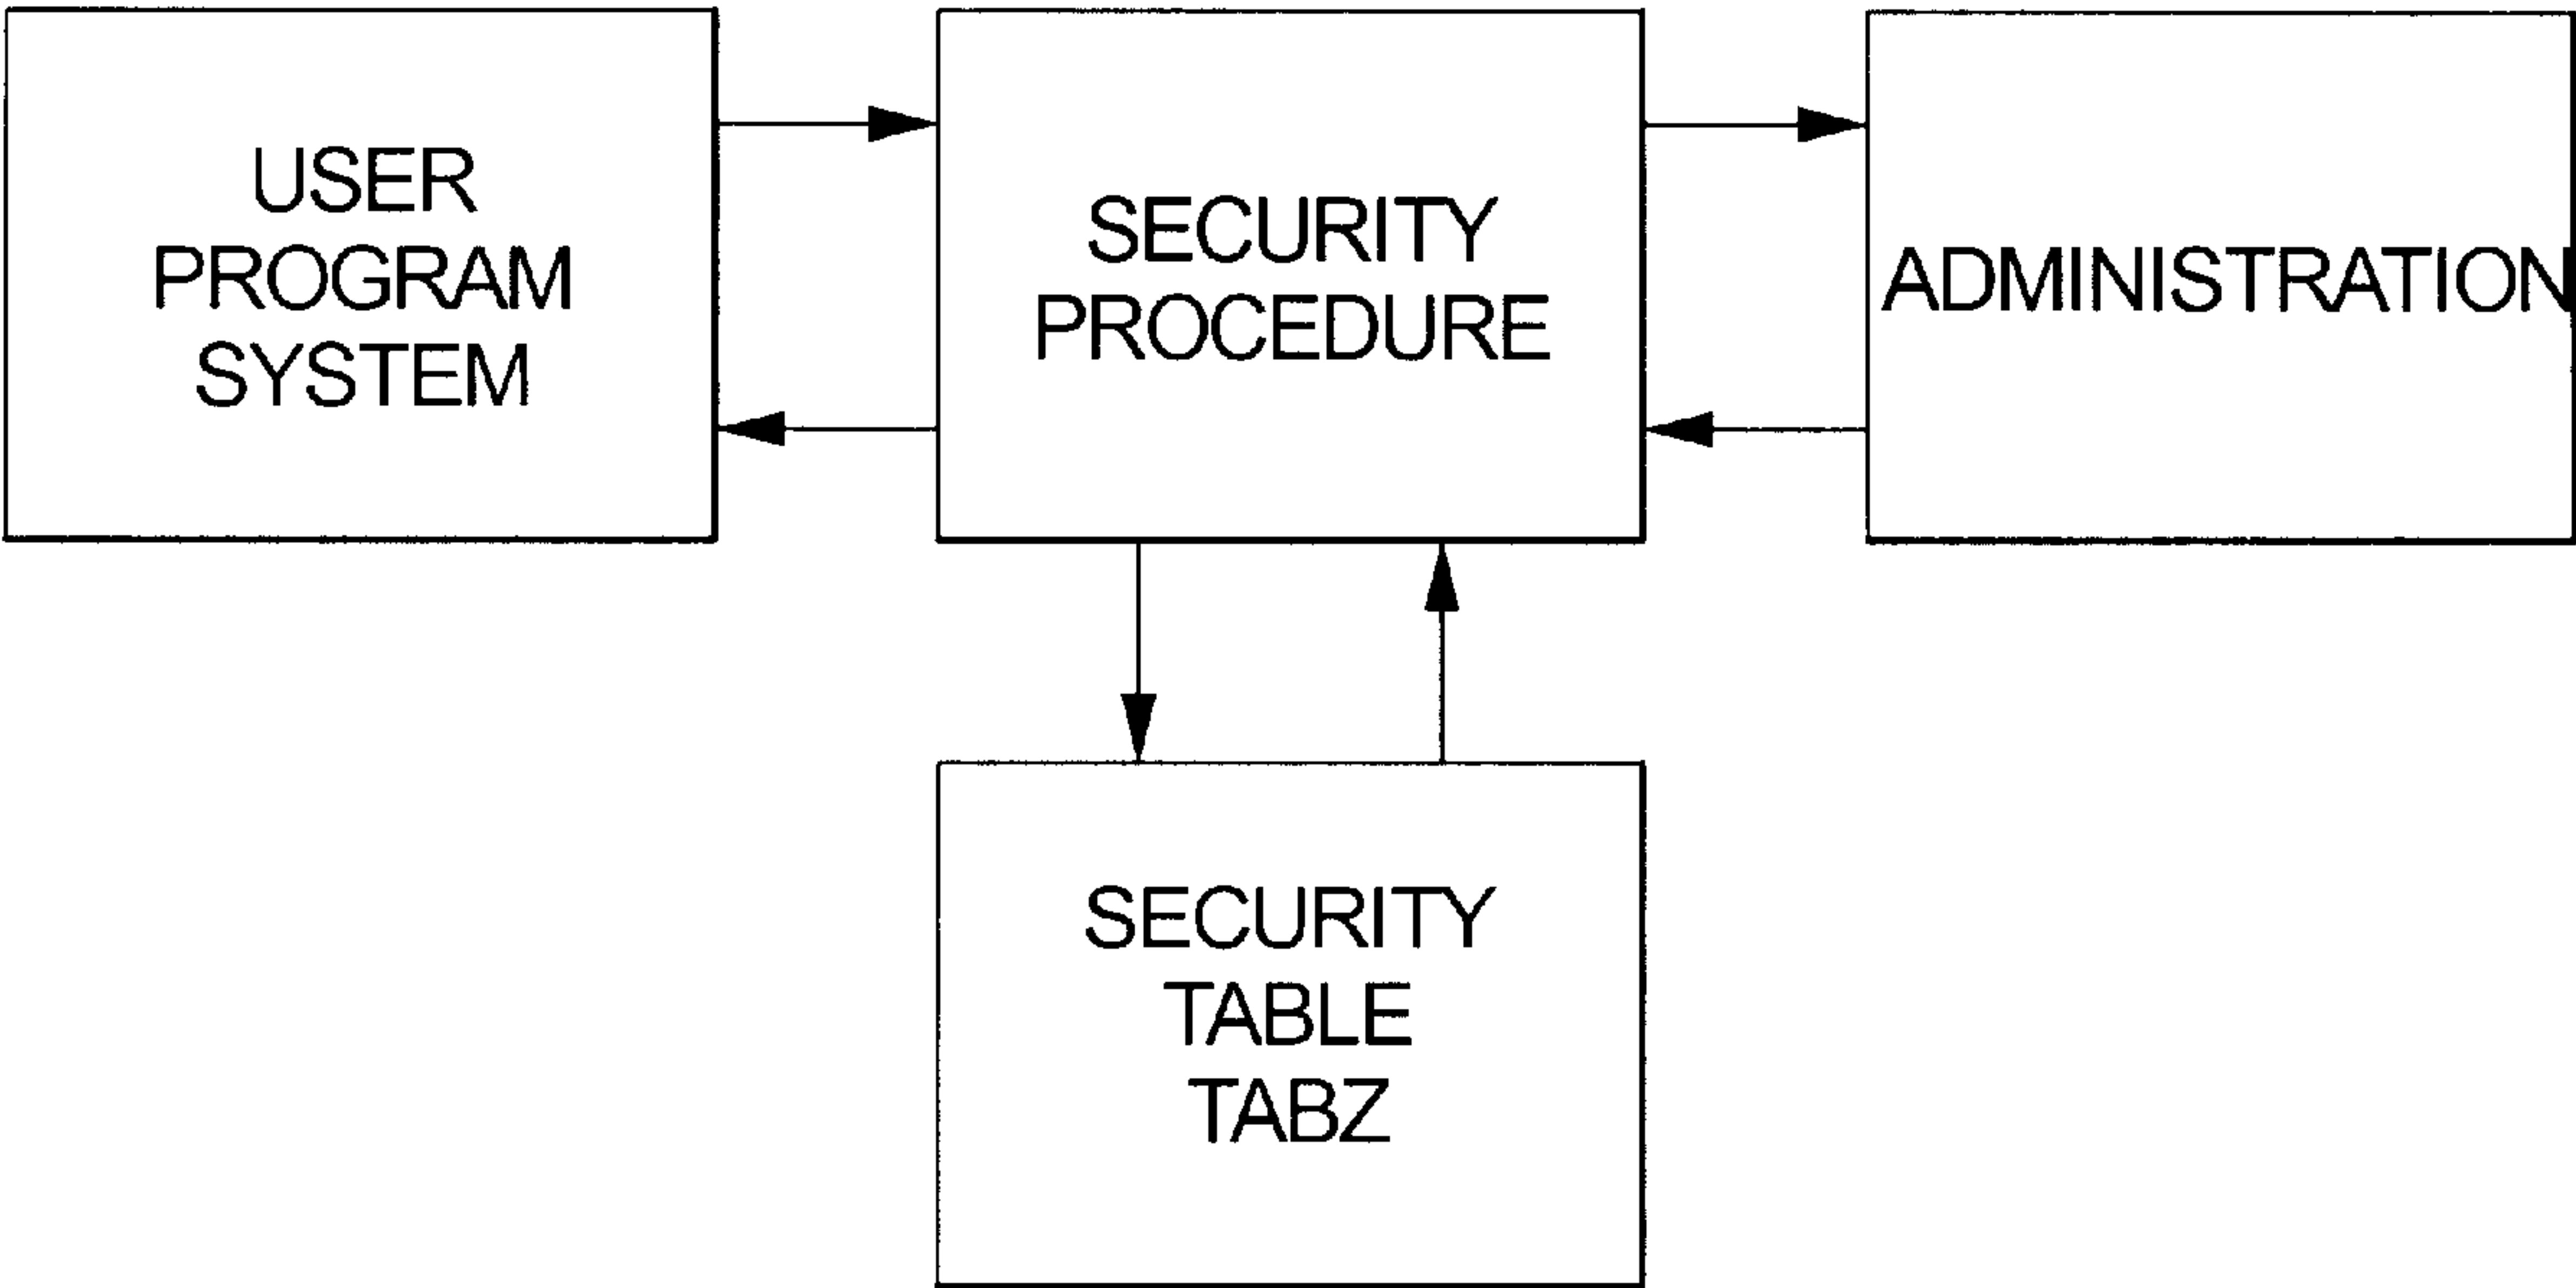 USER
PROGRAM
SYSTEM
SECURITY
PROCEDURE
ADMINISTRATION
SECURITY
TABLE
TABZ